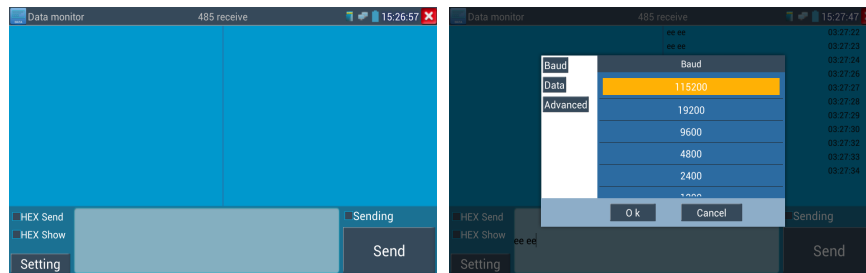 Data monitor 485 receive 15:26:57
HEX Send
Sending
HEX Show
Send
Setting
Data monitor 485 receive 15:27:47
ee ee 03:27:22
ee ee 03:27:23
03:27:24
03:27:26
03:27:27
03:27:28
03:27:29
03:27:30
03:27:32
03:27:33
03:27:34
Baud
Data
Advanced
Baud
115200
19200
9600
4800
2400
1200
Ok
Cancel
HEX Send
Sending
HEX Show
ee ee
Send
Setting